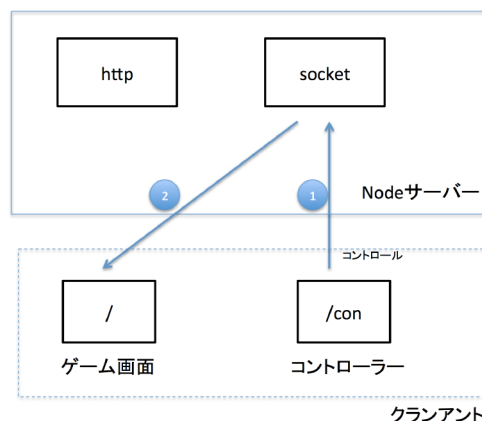 http
socket
2
1
Nodeサーバー
コントロール
/
/con
ゲーム画面
コントローラー
クランアント